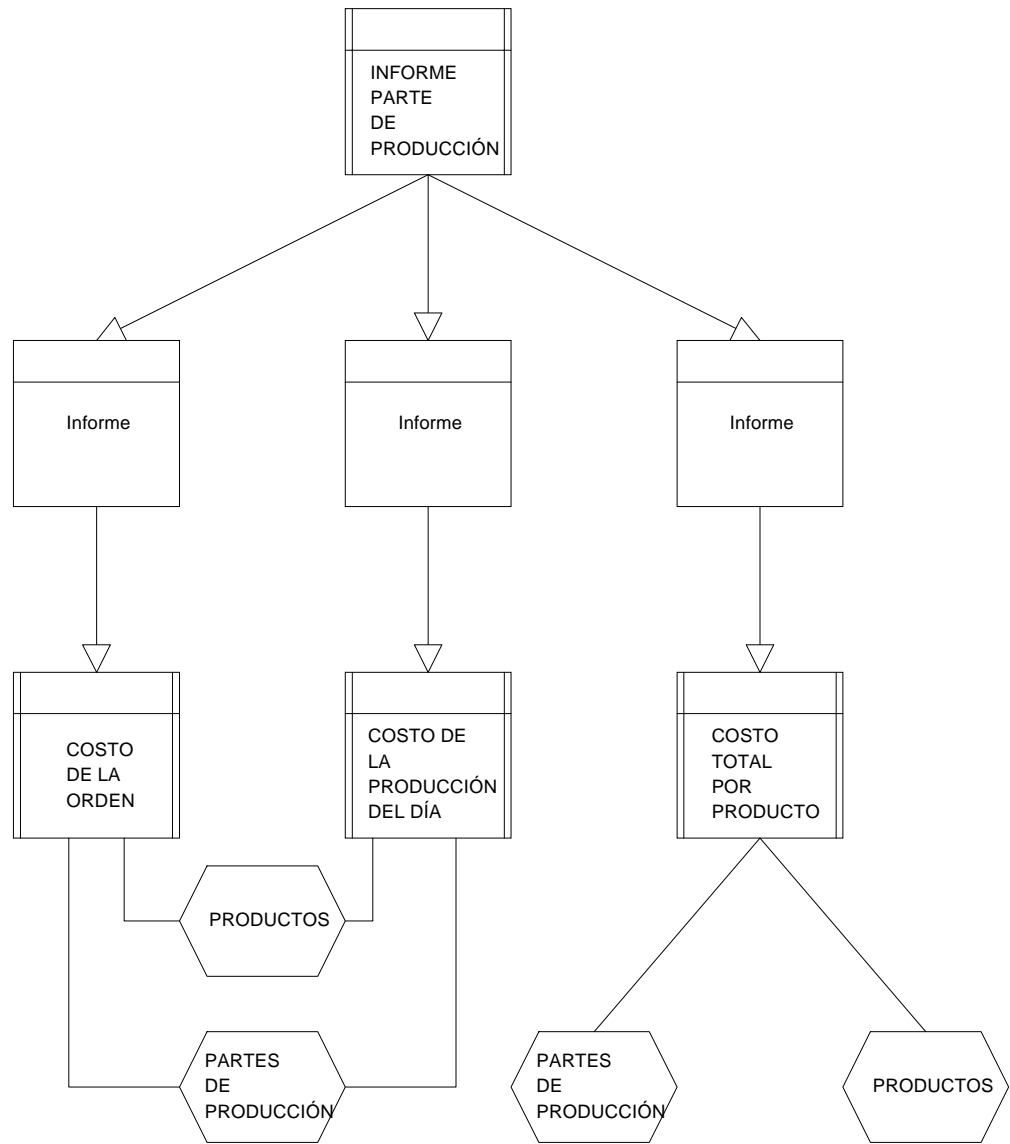 INFORME
PARTE
DE
PRODUCCIÓN
Informe
Informe
Informe
COSTO
DE LA
ORDEN
COSTO DE
LA
PRODUCCIÓN
DEL DÍA
COSTO
TOTAL
POR
PRODUCTO
PRODUCTOS
PARTES
DE
PRODUCCIÓN
PARTES
DE
PRODUCCIÓN
PRODUCTOS